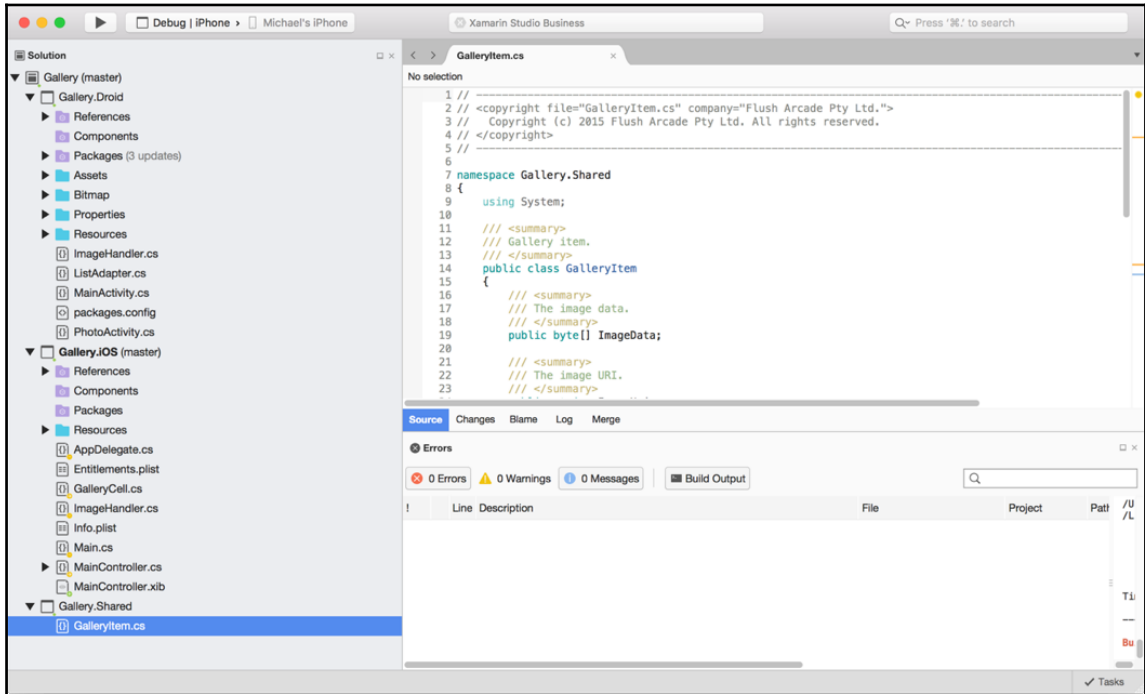 Debug | iPhone > Michael's iPhone
Xamarin Studio Business
Press '⌘.' to search
Solution
Gallery (master)
Gallery.Droid
References
Components
Packages (3 updates)
Assets
Bitmap
Properties
Resources
ImageHandler.cs
ListAdapter.cs
MainActivity.cs
packages.config
PhotoActivity.cs
Gallery.iOS (master)
References
Components
Packages
Resources
AppDelegate.cs
Entitlements.plist
GalleryCell.cs
ImageHandler.cs
Info.plist
Main.cs
MainController.cs
MainController.xib
Gallery.Shared
GalleryItem.cs
GalleryItem.cs
No selection
1 // ----------------------------------------------------------------
2 // <copyright file="GalleryItem.cs" company="Flush Arcade Pty Ltd.">
3 //   Copyright (c) 2015 Flush Arcade Pty Ltd. All rights reserved.
4 // </copyright>
5 // ----------------------------------------------------------------
6
7 namespace Gallery.Shared
8 {
9     using System;
10
11     /// <summary>
12     /// Gallery item.
13     /// </summary>
14     public class GalleryItem
15     {
16         /// <summary>
17         /// The image data.
18         /// </summary>
19         public byte[] ImageData;
20
21         /// <summary>
22         /// The image URI.
23         /// </summary>
Source Changes Blame Log Merge
Errors
0 Errors 0 Warnings 0 Messages Build Output
! Line Description File Project Path
/U
/L
Ti
--
Bu
Tasks